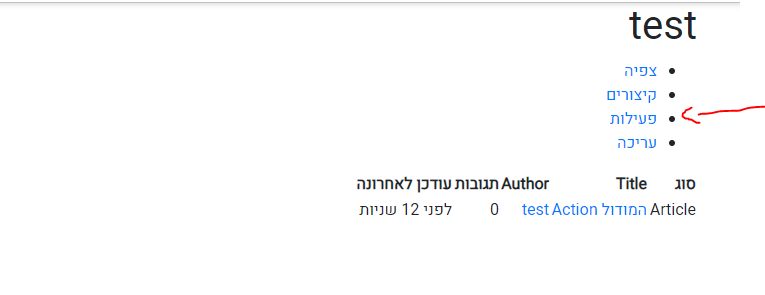 test
צפיה
קיצורים
פעילות
עריכה
סוג Title Author תגובות עודכן לאחרונה
Article המודול test Action 0 לפני 12 שניות